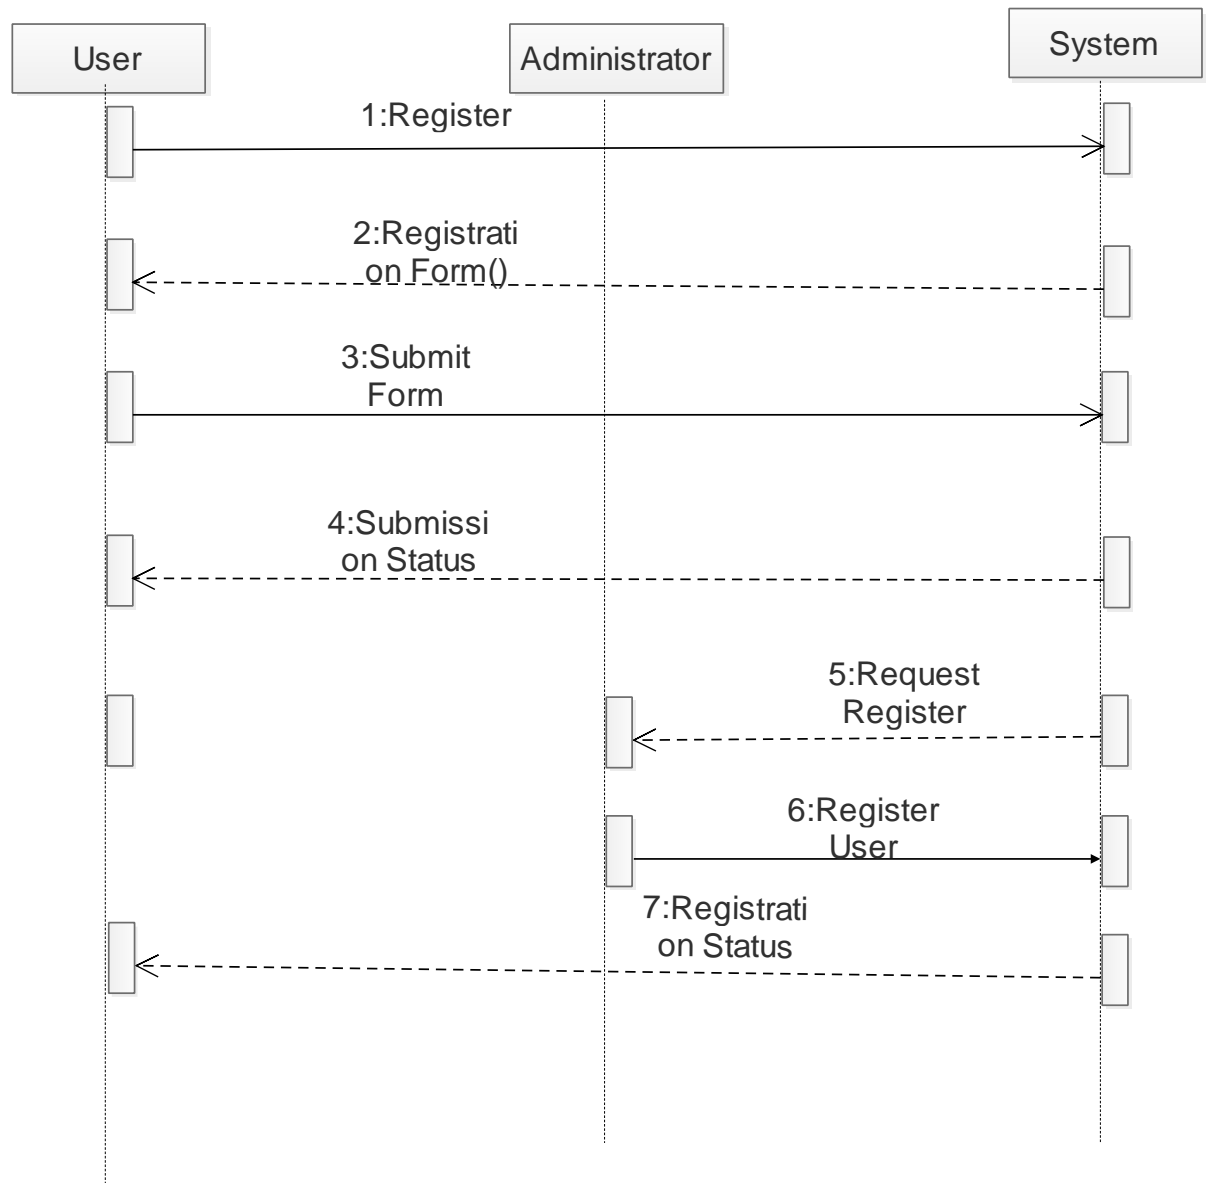 User
Administrator
System
1:Register
2:Registrati
on Form()
3:Submit
Form
4:Submissi
on Status
5:Request
Register
6:Register
User
7:Registrati
on Status